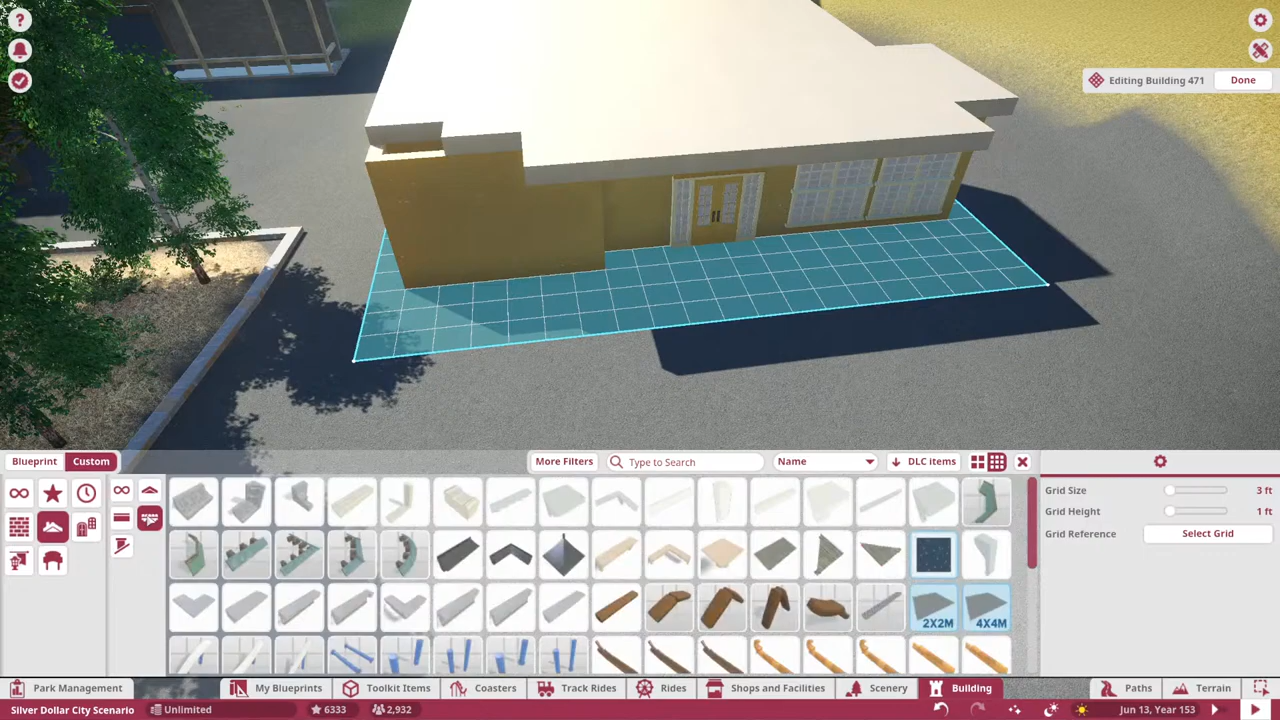 ?
Editing Building 471
Done
Blueprint
Custom
More Filters
Type to Search
Name
DLC items
Grid Size
3 ft
Grid Height
1 ft
Grid Reference
Select Grid
2X2M
4X4M
Park Management
My Blueprints
Toolkit Items
Coasters
Track Rides
Rides
Shops and Facilities
Scenery
Building
Paths
Terrain
Silver Dollar City Scenario
Unlimited
6333
2,932
Jun 13, Year 153